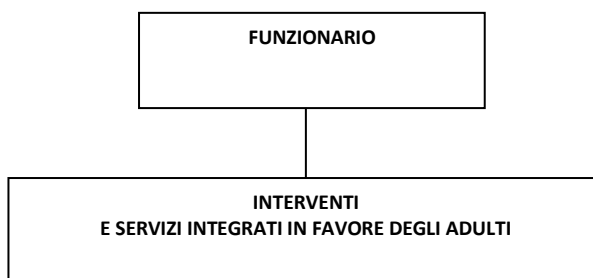 FUNZIONARIO
INTERVENTI
E SERVIZI INTEGRATI IN FAVORE DEGLI ADULTI